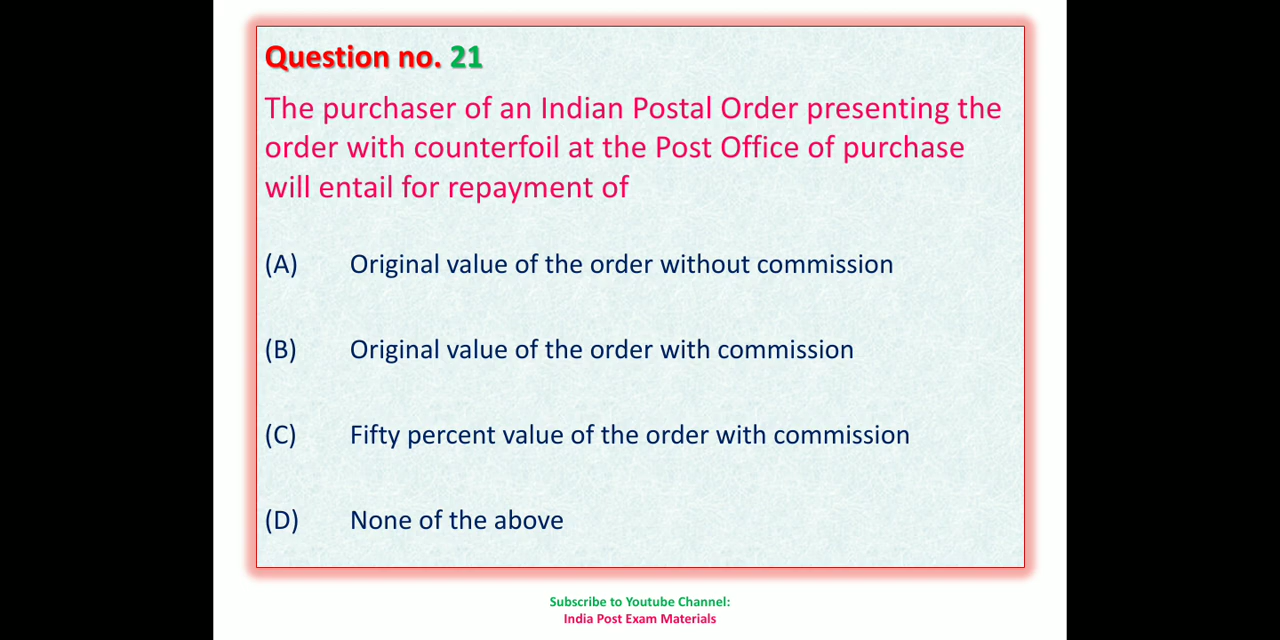 Question no. 21
The purchaser of an Indian Postal Order presenting the
order with counterfoil at the Post Office of purchase
will entail for repayment of
(A) Original value of the order without commission
(B) Original value of the order with commission
(C) Fifty percent value of the order with commission
(D) None of the above
Subscribe to Youtube Channel:
India Post Exam Materials